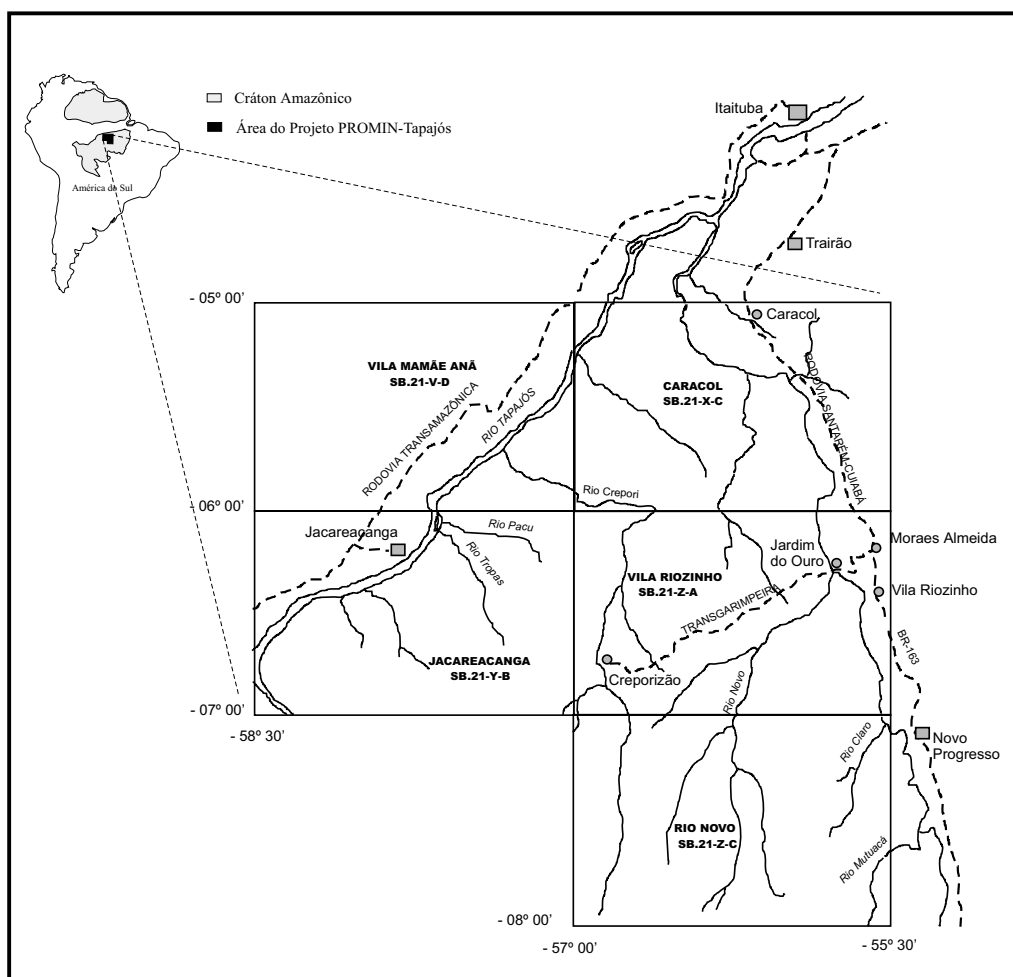 Cráton Amazônico
Área do Projeto PROMIN-Tapajós
América do Sul
Itaituba
Trairão
- 05º 00’
Caracol
VILA MAMÃE ANÃ
SB.21-V-D
CARACOL
SB.21-X-C
RODOVIA TRANSAMAZÔNICA
RIO TAPAJÓS
RODOVIA SANTARÉM-CUIABÁ
Rio Crepori
- 06º 00’
Jacareacanga
Rio Pacu
Rio Tropas
Jardim
do Ouro
Moraes Almeida
VILA RIOZINHO
SB.21-Z-A
Vila Riozinho
TRANSGARIMPEIRA
BR-163
JACAREACANGA
SB.21-Y-B
Creporizão
Rio Novo
- 07º 00’
- 58º 30’
Rio Claro
Novo
Progresso
RIO NOVO
SB.21-Z-C
Rio Mutuacá
- 08º 00’
- 57º 00’
- 55º 30’